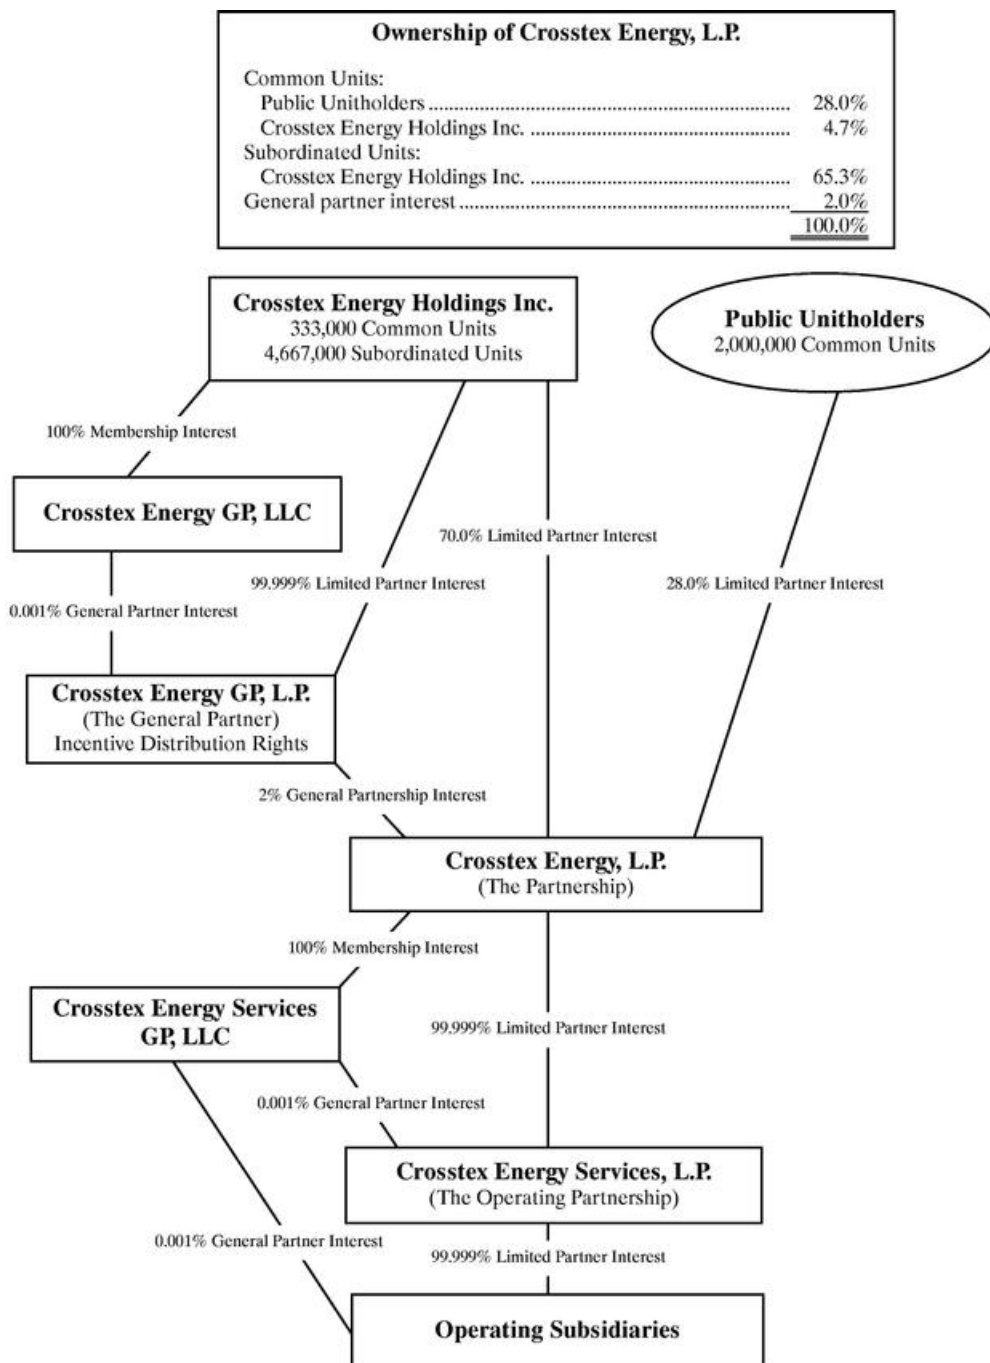 Ownership of Crosstex Energy, L.P.
Common Units:
Public Unitholders ........................................................................ 28.0%
Crosstex Energy Holdings Inc. .................................................... 4.7%
Subordinated Units:
Crosstex Energy Holdings Inc. .................................................... 65.3%
General partner interest .................................................................. 2.0%
100.0%
Crosstex Energy Holdings Inc.
333,000 Common Units
4,667,000 Subordinated Units
Public Unitholders
2,000,000 Common Units
100% Membership Interest
Crosstex Energy GP, LLC
70.0% Limited Partner Interest
99.999% Limited Partner Interest
28.0% Limited Partner Interest
0.001% General Partner Interest
Crosstex Energy GP, L.P.
(The General Partner)
Incentive Distribution Rights
2% General Partnership Interest
Crosstex Energy, L.P.
(The Partnership)
100% Membership Interest
Crosstex Energy Services
GP, LLC
99.999% Limited Partner Interest
0.001% General Partner Interest
Crosstex Energy Services, L.P.
(The Operating Partnership)
0.001% General Partner Interest
99.999% Limited Partner Interest
Operating Subsidiaries